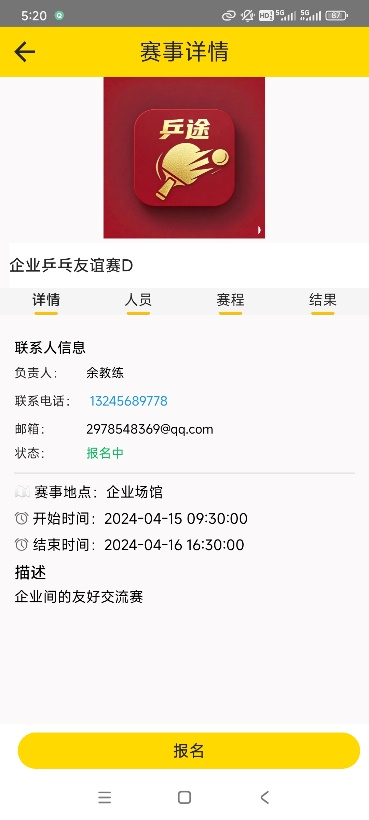 5:20
HD 5G 5G 87
赛事详情
乒途
企业乒乓友谊赛D
详情 人员 赛程 结果
联系人信息
负责人： 余教练
联系电话： 13245689778
邮箱： 2978548369@qq.com
状态： 报名中
赛事地点：企业场馆
开始时间：2024-04-15 09:30:00
结束时间：2024-04-16 16:30:00
描述
企业间的友好交流赛
报名